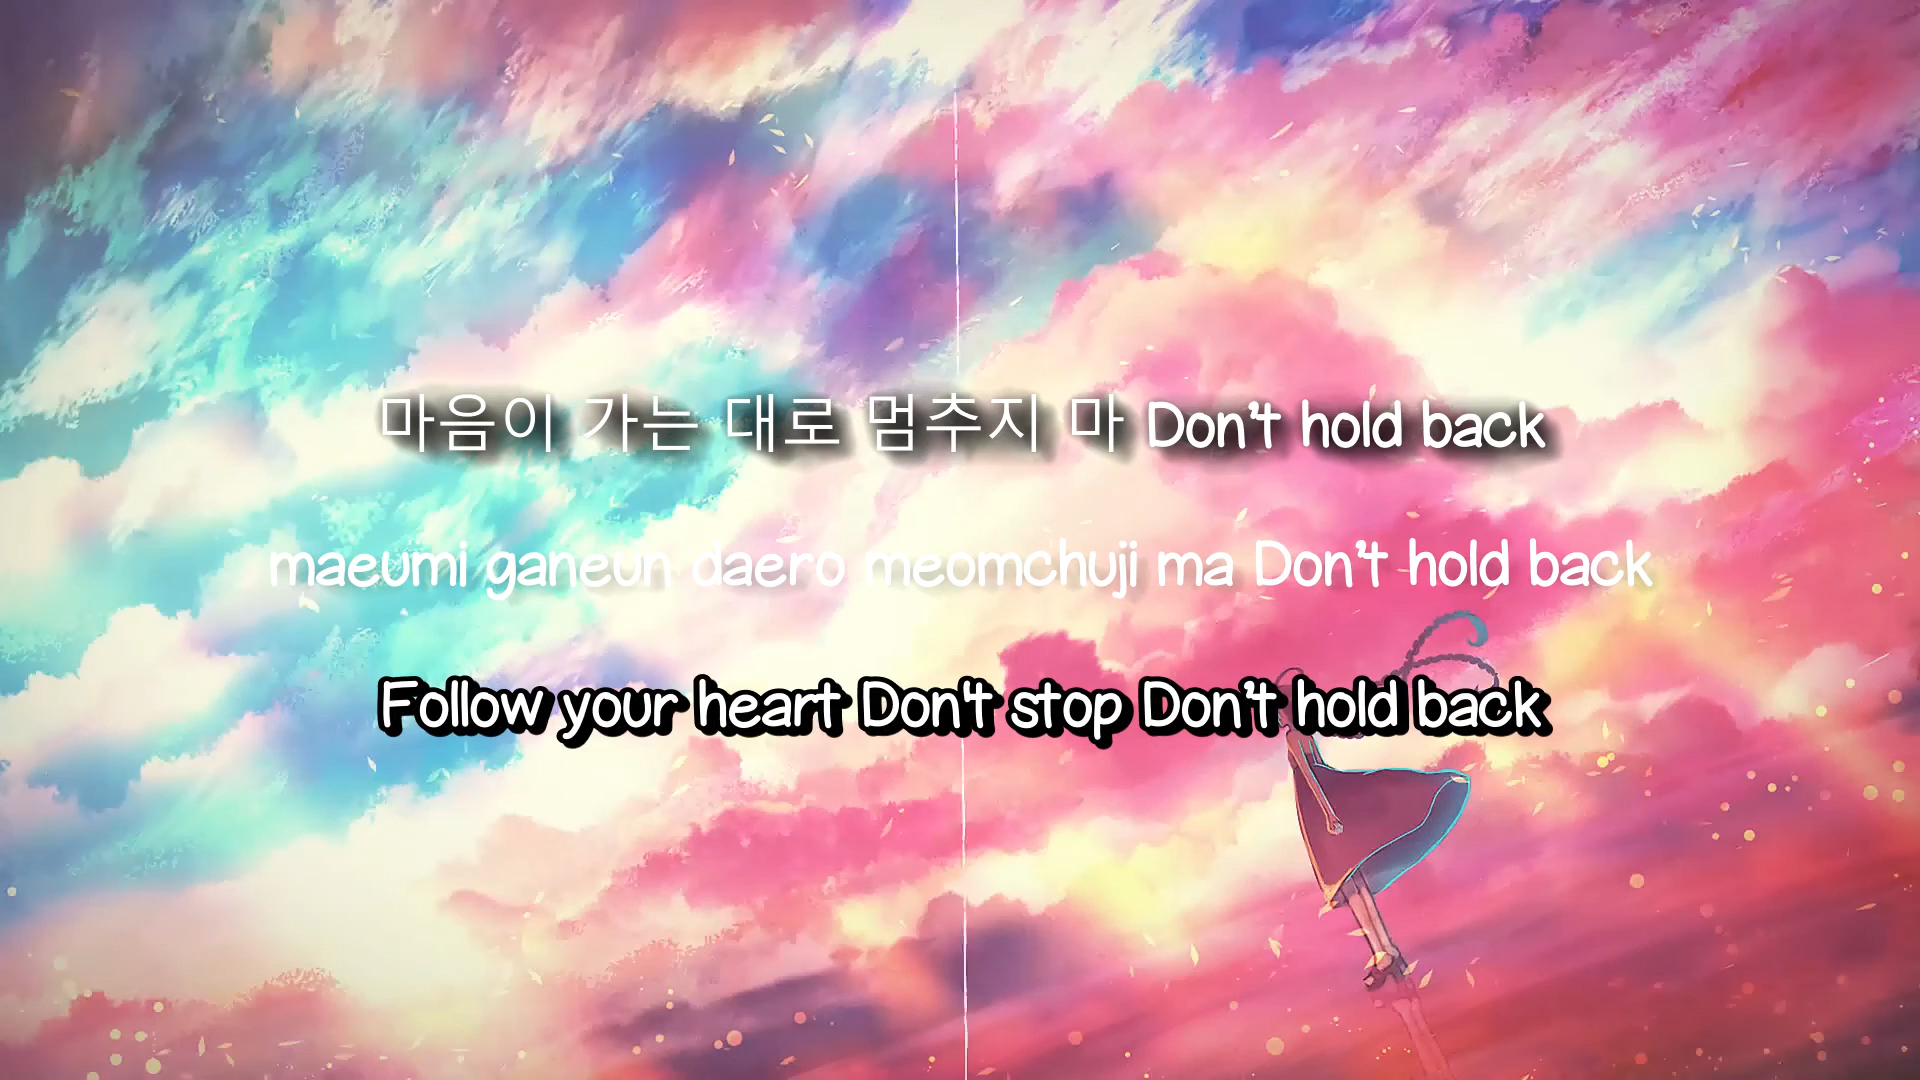 마음이 가는 대로 멈추지 마 Don't hold back
maeumi ganeun daero meomchuji ma Don't hold back
Follow your heart Don't stop Don't hold back